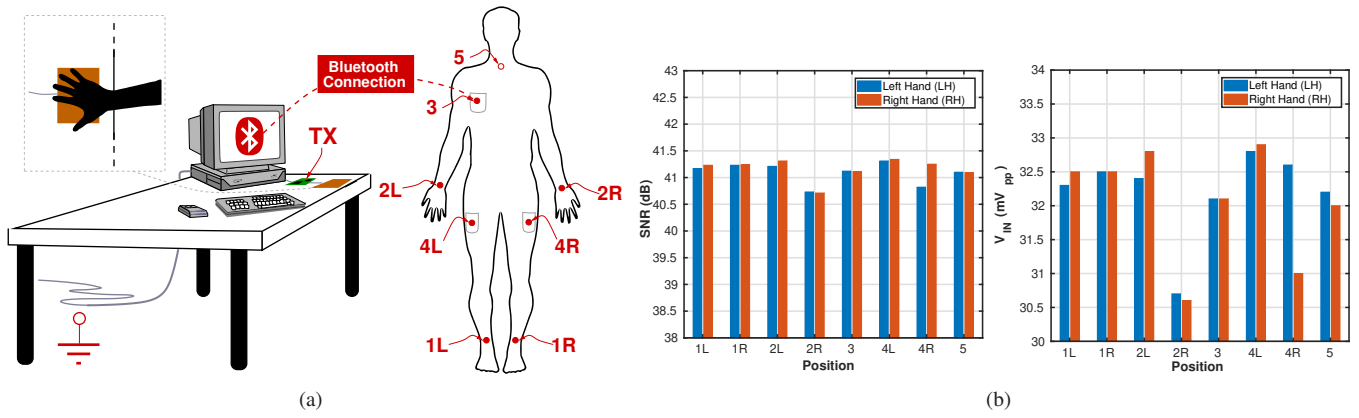 Bluetooth
Connection
TX
5
3
2L
2R
4L
4R
1L
1R
(a)
SNR (dB)
43
42.5
42
41.5
41
40.5
40
39.5
39
38.5
38
Left Hand (LH)
Right Hand (RH)
1L 1R 2L 2R 3 4L 4R 5
Position
V IN (mV pp)
34
33.5
33
32.5
32
31.5
31
30.5
30
Left Hand (LH)
Right Hand (RH)
1L 1R 2L 2R 3 4L 4R 5
Position
(b)